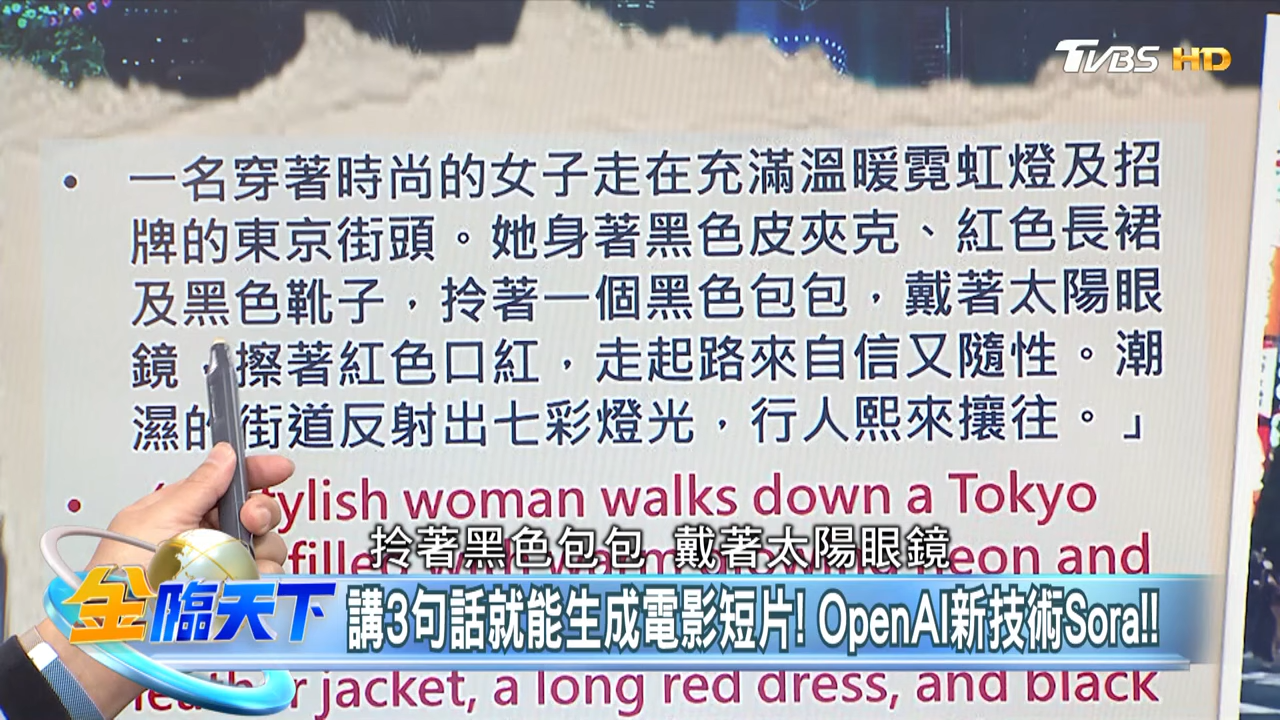 TVBS HD
• 一名穿著時尚的女子走在充滿溫暖霓虹燈及招
牌的東京街頭。她身著黑色皮夾克、紅色長裙
及黑色靴子，拎著一個黑色包包，戴著太陽眼
鏡，擦著紅色口紅，走起路來自信又隨性。潮
濕的街道反射出七彩燈光，行人熙來攘往。」
• stylish woman walks down a Tokyo
filled with warm glowing neon and
拎著黑色包包 戴著太陽眼鏡
金臨天下
講3句話就能生成電影短片! OpenAI新技術Sora!!
leather jacket, a long red dress, and black